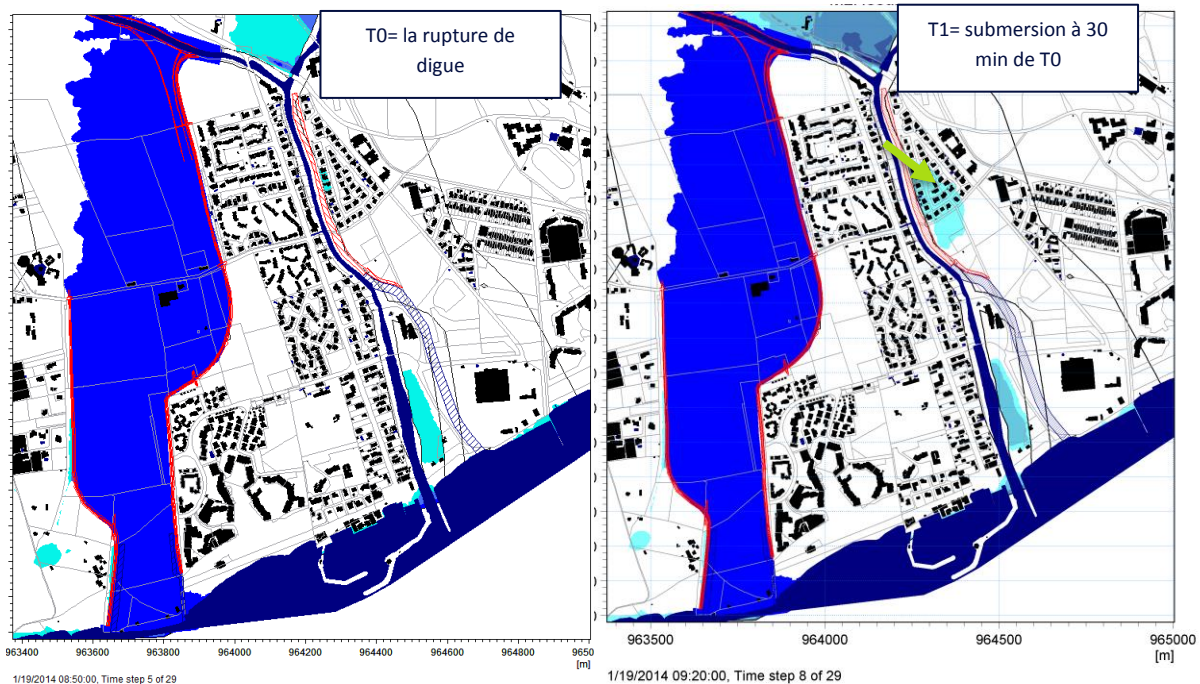 T0= la rupture de
digue
T1= submersion à 30
min de T0
963400 963600 963800 964000 964200 964400 964600 964800 9650
[m]
1/19/2014 08:50:00, Time step 5 of 29
963500 964000 964500 965000
[m]
1/19/2014 09:20:00, Time step 8 of 29